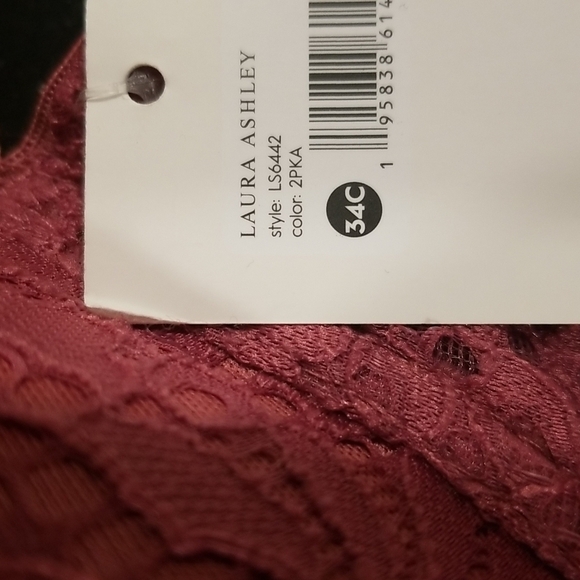 LAURA ASHLEY
style: LS6442
color: 2PKA
34C
1 95838 614